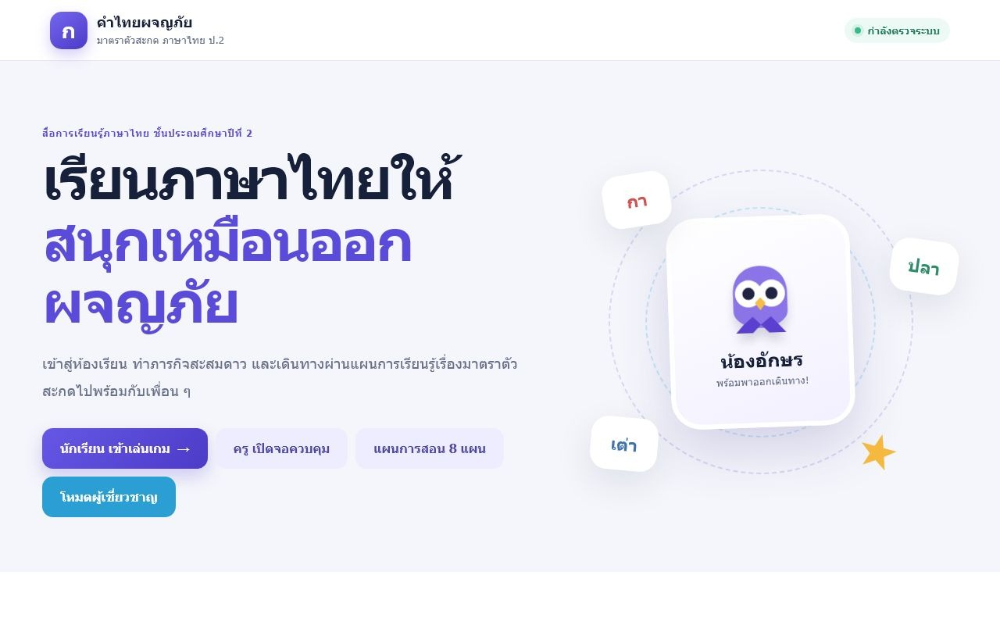 ก
คำไทยผจญภัย
มาตราตัวสะกด ภาษาไทย ป.2
กำลังตรวจระบบ
สื่อการเรียนรู้ภาษาไทย ชั้นประถมศึกษาปีที่ 2
เรียนภาษาไทยให้
สนุกเหมือนออก
ผจญภัย
เข้าสู่ห้องเรียน ทำภารกิจสะสมดาว และเดินทางผ่านแผนการเรียนรู้เรื่องมาตราตัว
สะกดไปพร้อมกับเพื่อน ๆ
นักเรียน เข้าเล่นเกม →
ครู เปิดจอควบคุม
แผนการสอน 8 แผน
โหมดผู้เชี่ยวชาญ
กา
ปลา
น้องอักษร
พร้อมพาออกเดินทาง!
เต่า